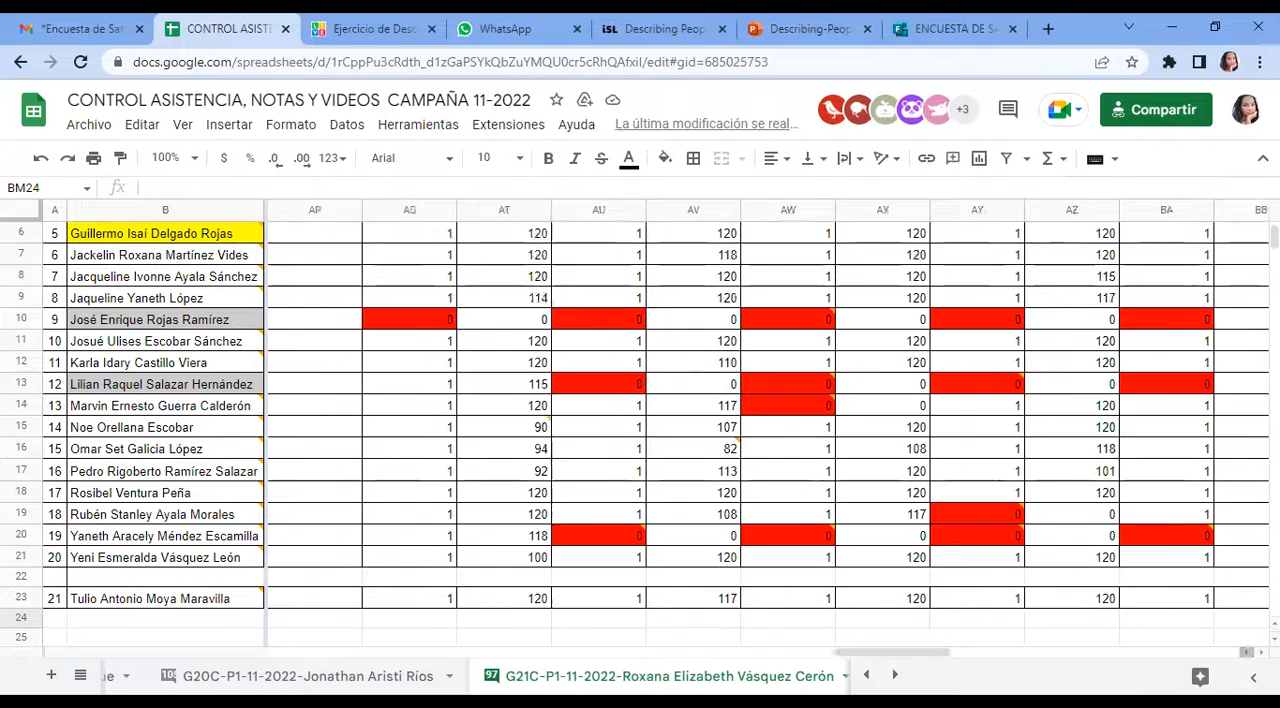 *Encuesta de Sat
CONTROL ASISTE
Ejercicio de Desc
WhatsApp
iSL Describing Peop
Describing-Peop
ENCUESTA DE SA
docs.google.com/spreadsheets/d/1rCppPu3cRdth_d1zGaPSYkQbZuYMQU0cr5cRhQAfxiI/edit#gid=685025753
CONTROL ASISTENCIA, NOTAS Y VIDEOS CAMPAÑA 11-2022
Archivo Editar Ver Insertar Formato Datos Herramientas Extensiones Ayuda La última modificación se real...
+3
Compartir
100% $ % .0 .00 123 Arial 10 B I S A
BM24 fx
A B AP AQ AT AU AV AW AX AY AZ BA BB
6 5 Guillermo Isaí Delgado Rojas 1 120 1 120 1 120 1 120 1
7 6 Jackelin Roxana Martínez Vides 1 120 1 118 1 120 1 120 1
8 7 Jacqueline Ivonne Ayala Sánchez 1 120 1 120 1 120 1 115 1
9 8 Jaqueline Yaneth López 1 114 1 120 1 120 1 117 1
10 9 José Enrique Rojas Ramírez 0 0 0 0 0 0 0 0 0
11 10 Josué Ulises Escobar Sánchez 1 120 1 120 1 120 1 120 1
12 11 Karla Idary Castillo Viera 1 120 1 110 1 120 1 120 1
13 12 Lilian Raquel Salazar Hernández 1 115 0 0 0 0 0 0 0
14 13 Marvin Ernesto Guerra Calderón 1 120 1 117 0 0 1 120 1
15 14 Noe Orellana Escobar 1 90 1 107 1 120 1 120 1
16 15 Omar Set Galicia López 1 94 1 82 1 108 1 118 1
17 16 Pedro Rigoberto Ramírez Salazar 1 92 1 113 1 120 1 101 1
18 17 Rosibel Ventura Peña 1 120 1 120 1 120 1 120 1
19 18 Rubén Stanley Ayala Morales 1 120 1 108 1 117 0 0 1
20 19 Yaneth Aracely Méndez Escamilla 1 118 0 0 0 0 0 0 0
21 20 Yeni Esmeralda Vásquez León 1 100 1 120 1 120 1 120 1
22
23 21 Tulio Antonio Moya Maravilla 1 120 1 117 1 120 1 120 1
24
25
ue G20C-P1-11-2022-Jonathan Aristi Ríos 97 G21C-P1-11-2022-Roxana Elizabeth Vásquez Cerón